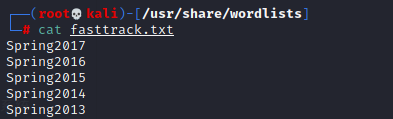 ┌──(root💀kali)-[/usr/share/wordlists]
└─# cat fasttrack.txt
Spring2017
Spring2016
Spring2015
Spring2014
Spring2013